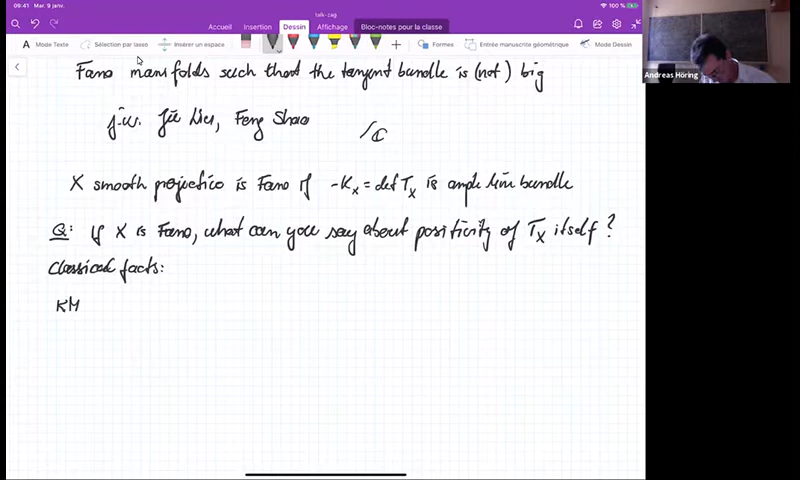 09:41 Mar. 9 janv.
talk-zag
100 %
Accueil Insertion Dessin Affichage Bloc-notes pour la classe
Mode Texte Sélection par lasso Insérer un espace Formes Entrée manuscrite géométrique Mode Dessin
Andreas Höring
Fano manifolds such that the tangent bundle is (not) big
j.w. Jie Liu, Feng Shao
/ℂ
X smooth projective is Fano if -K_X = det T_X is ample line bundle
Q: If X is Fano, what can you say about positivity of T_X itself?
Classical facts:
KM